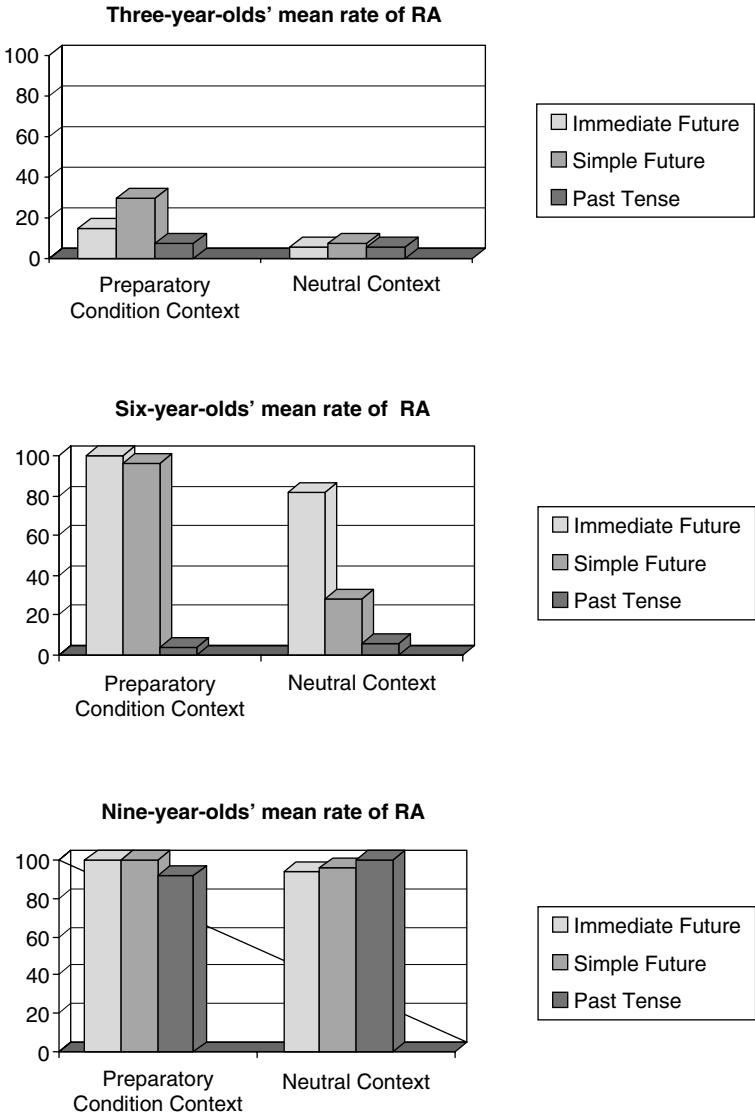 Three-year-olds' mean rate of RA
100
80
60
40
20
0
Preparatory
Condition Context
Neutral Context
Immediate Future
Simple Future
Past Tense
Six-year-olds' mean rate of RA
100
80
60
40
20
0
Preparatory
Condition Context
Neutral Context
Immediate Future
Simple Future
Past Tense
Nine-year-olds' mean rate of RA
100
80
60
40
20
0
Preparatory
Condition Context
Neutral Context
Immediate Future
Simple Future
Past Tense